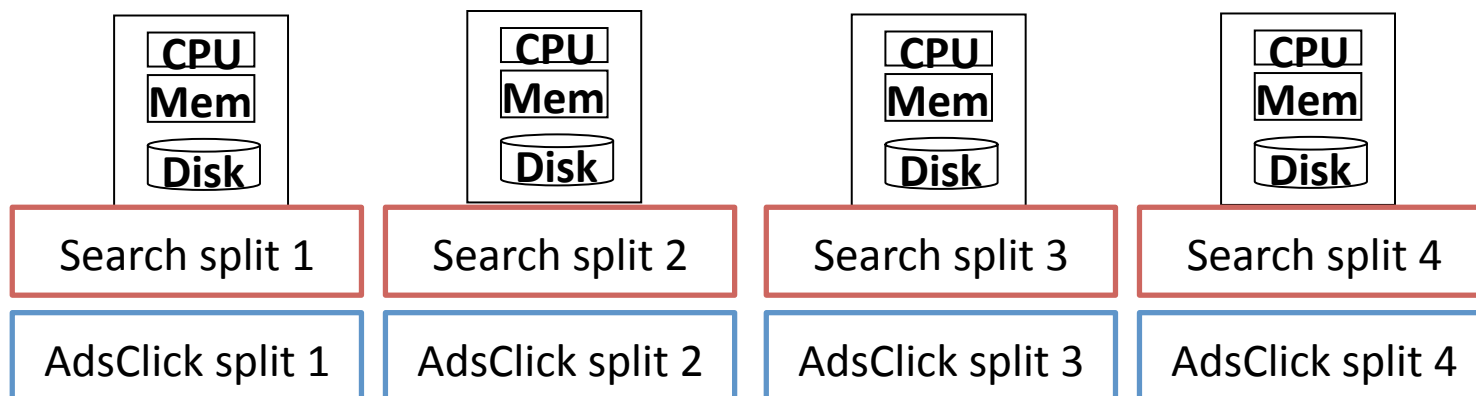 CPU
Mem
Disk
CPU
Mem
Disk
CPU
Mem
Disk
CPU
Mem
Disk
Search split 1
Search split 2
Search split 3
Search split 4
AdsClick split 1
AdsClick split 2
AdsClick split 3
AdsClick split 4